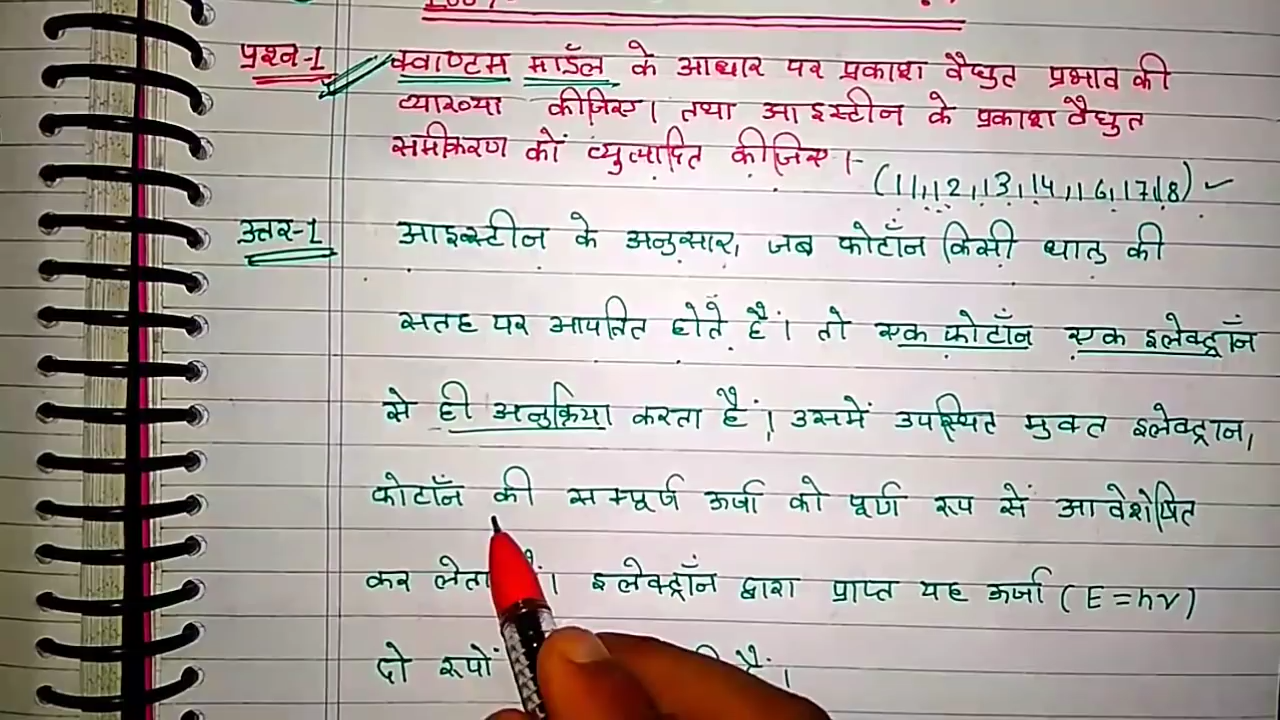 प्रश्न-1 क्वाण्टम मॉडल के आधार पर प्रकाश वैधुत प्रभाव की
व्याख्या कीजिए। तथा आइस्टीन के प्रकाश वैधुत
समीकरण कों व्युत्पादित कीजिए।-
(11,12,13,14,16,17,18)
उत्तर-1 आइन्स्टीन के अनुसार, जब फोटॉन किसी धातु की
सतह पर आपतित होते हैं। तो एक फोटॉन एक इलेक्ट्रॉन
से ही अनुक्रिया करता हैं। उसमें उपस्थित मुक्त इलेक्ट्रान,
फोटॉन की सम्पूर्ण ऊर्जा को पूर्ण रूप सें आवेशोषित
कर लेता हैं। इलेक्ट्रॉन द्वारा प्राप्त यह ऊर्जा (E=hν)
दो रूपों हैं।